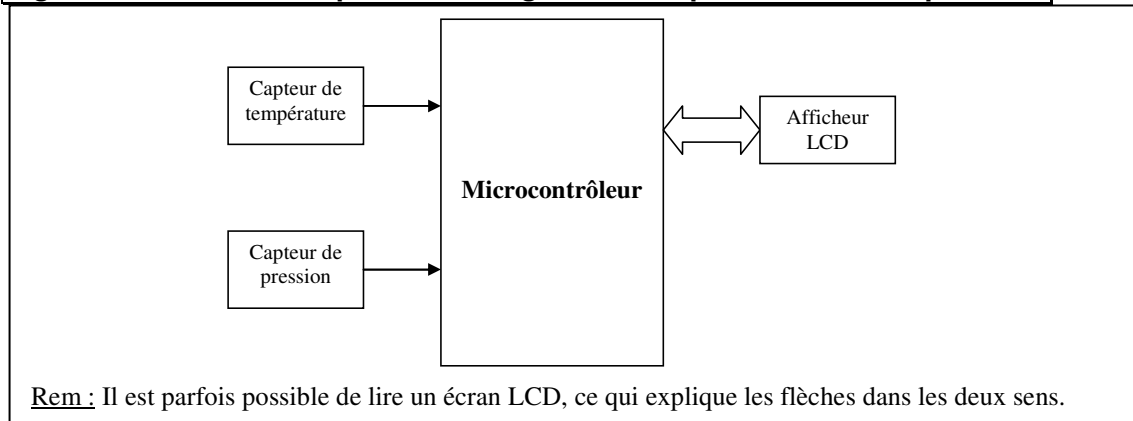 Capteur de
température
Afficheur
LCD
Microcontrôleur
Capteur de
pression
Rem : Il est parfois possible de lire un écran LCD, ce qui explique les flèches dans les deux sens.